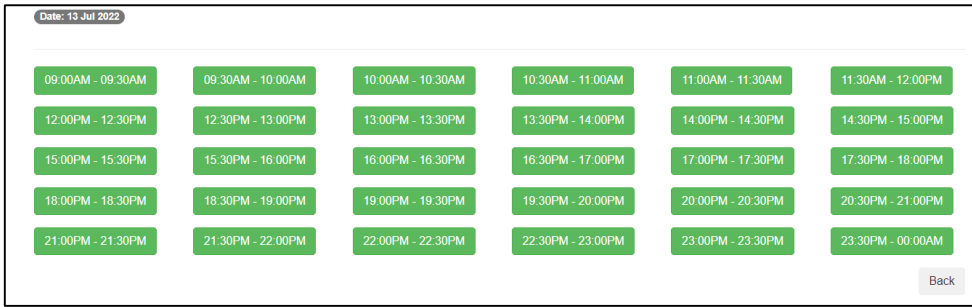 Date: 13 Jul 2022
09:00AM - 09:30AM 09:30AM - 10:00AM 10:00AM - 10:30AM 10:30AM - 11:00AM 11:00AM - 11:30AM 11:30AM - 12:00PM
12:00PM - 12:30PM 12:30PM - 13:00PM 13:00PM - 13:30PM 13:30PM - 14:00PM 14:00PM - 14:30PM 14:30PM - 15:00PM
15:00PM - 15:30PM 15:30PM - 16:00PM 16:00PM - 16:30PM 16:30PM - 17:00PM 17:00PM - 17:30PM 17:30PM - 18:00PM
18:00PM - 18:30PM 18:30PM - 19:00PM 19:00PM - 19:30PM 19:30PM - 20:00PM 20:00PM - 20:30PM 20:30PM - 21:00PM
21:00PM - 21:30PM 21:30PM - 22:00PM 22:00PM - 22:30PM 22:30PM - 23:00PM 23:00PM - 23:30PM 23:30PM - 00:00AM
Back